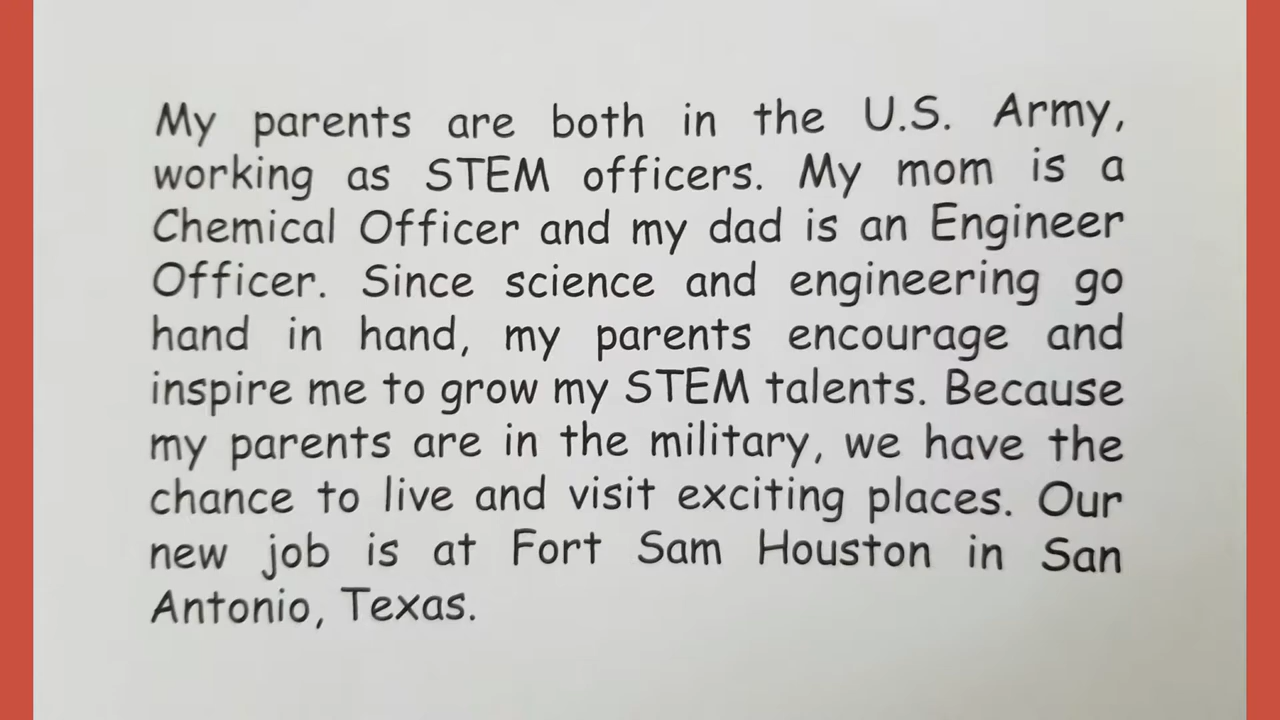 My parents are both in the U.S. Army,
working as STEM officers. My mom is a
Chemical Officer and my dad is an Engineer
Officer. Since science and engineering go
hand in hand, my parents encourage and
inspire me to grow my STEM talents. Because
my parents are in the military, we have the
chance to live and visit exciting places. Our
new job is at Fort Sam Houston in San
Antonio, Texas.